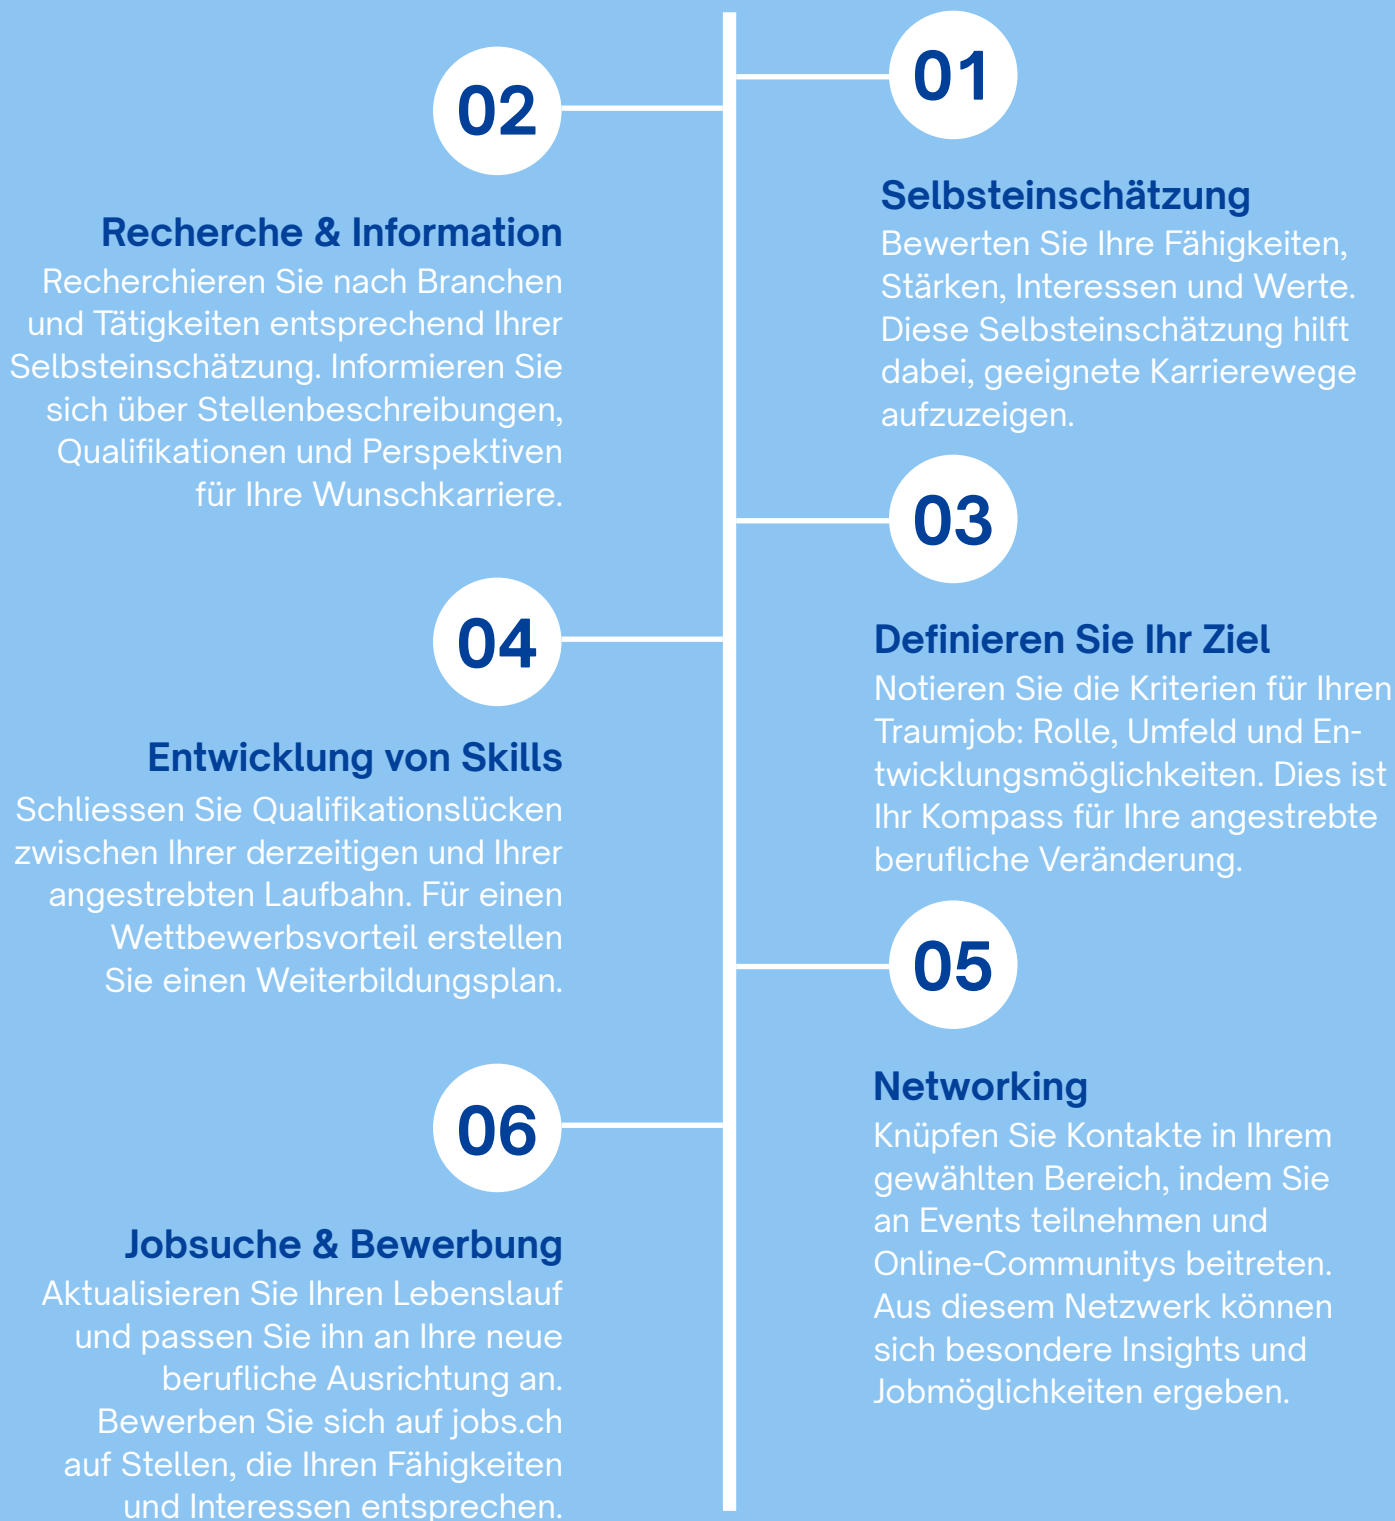 01
Selbsteinschätzung
Bewerten Sie Ihre Fähigkeiten,
Stärken, Interessen und Werte.
Diese Selbsteinschätzung hilft
dabei, geeignete Karrierewege
aufzuzeigen.
02
Recherche & Information
Recherchieren Sie nach Branchen
und Tätigkeiten entsprechend Ihrer
Selbsteinschätzung. Informieren Sie
sich über Stellenbeschreibungen,
Qualifikationen und Perspektiven
für Ihre Wunschkarriere.
03
Definieren Sie Ihr Ziel
Notieren Sie die Kriterien für Ihren
Traumjob: Rolle, Umfeld und En-
twicklungsmöglichkeiten. Dies ist
Ihr Kompass für Ihre angestrebte
berufliche Veränderung.
04
Entwicklung von Skills
Schliessen Sie Qualifikationslücken
zwischen Ihrer derzeitigen und Ihrer
angestrebten Laufbahn. Für einen
Wettbewerbsvorteil erstellen
Sie einen Weiterbildungsplan.
05
Networking
Knüpfen Sie Kontakte in Ihrem
gewählten Bereich, indem Sie
an Events teilnehmen und
Online-Communitys beitreten.
Aus diesem Netzwerk können
sich besondere Insights und
Jobmöglichkeiten ergeben.
06
Jobsuche & Bewerbung
Aktualisieren Sie Ihren Lebenslauf
und passen Sie ihn an Ihre neue
berufliche Ausrichtung an.
Bewerben Sie sich auf jobs.ch
auf Stellen, die Ihren Fähigkeiten
und Interessen entsprechen.